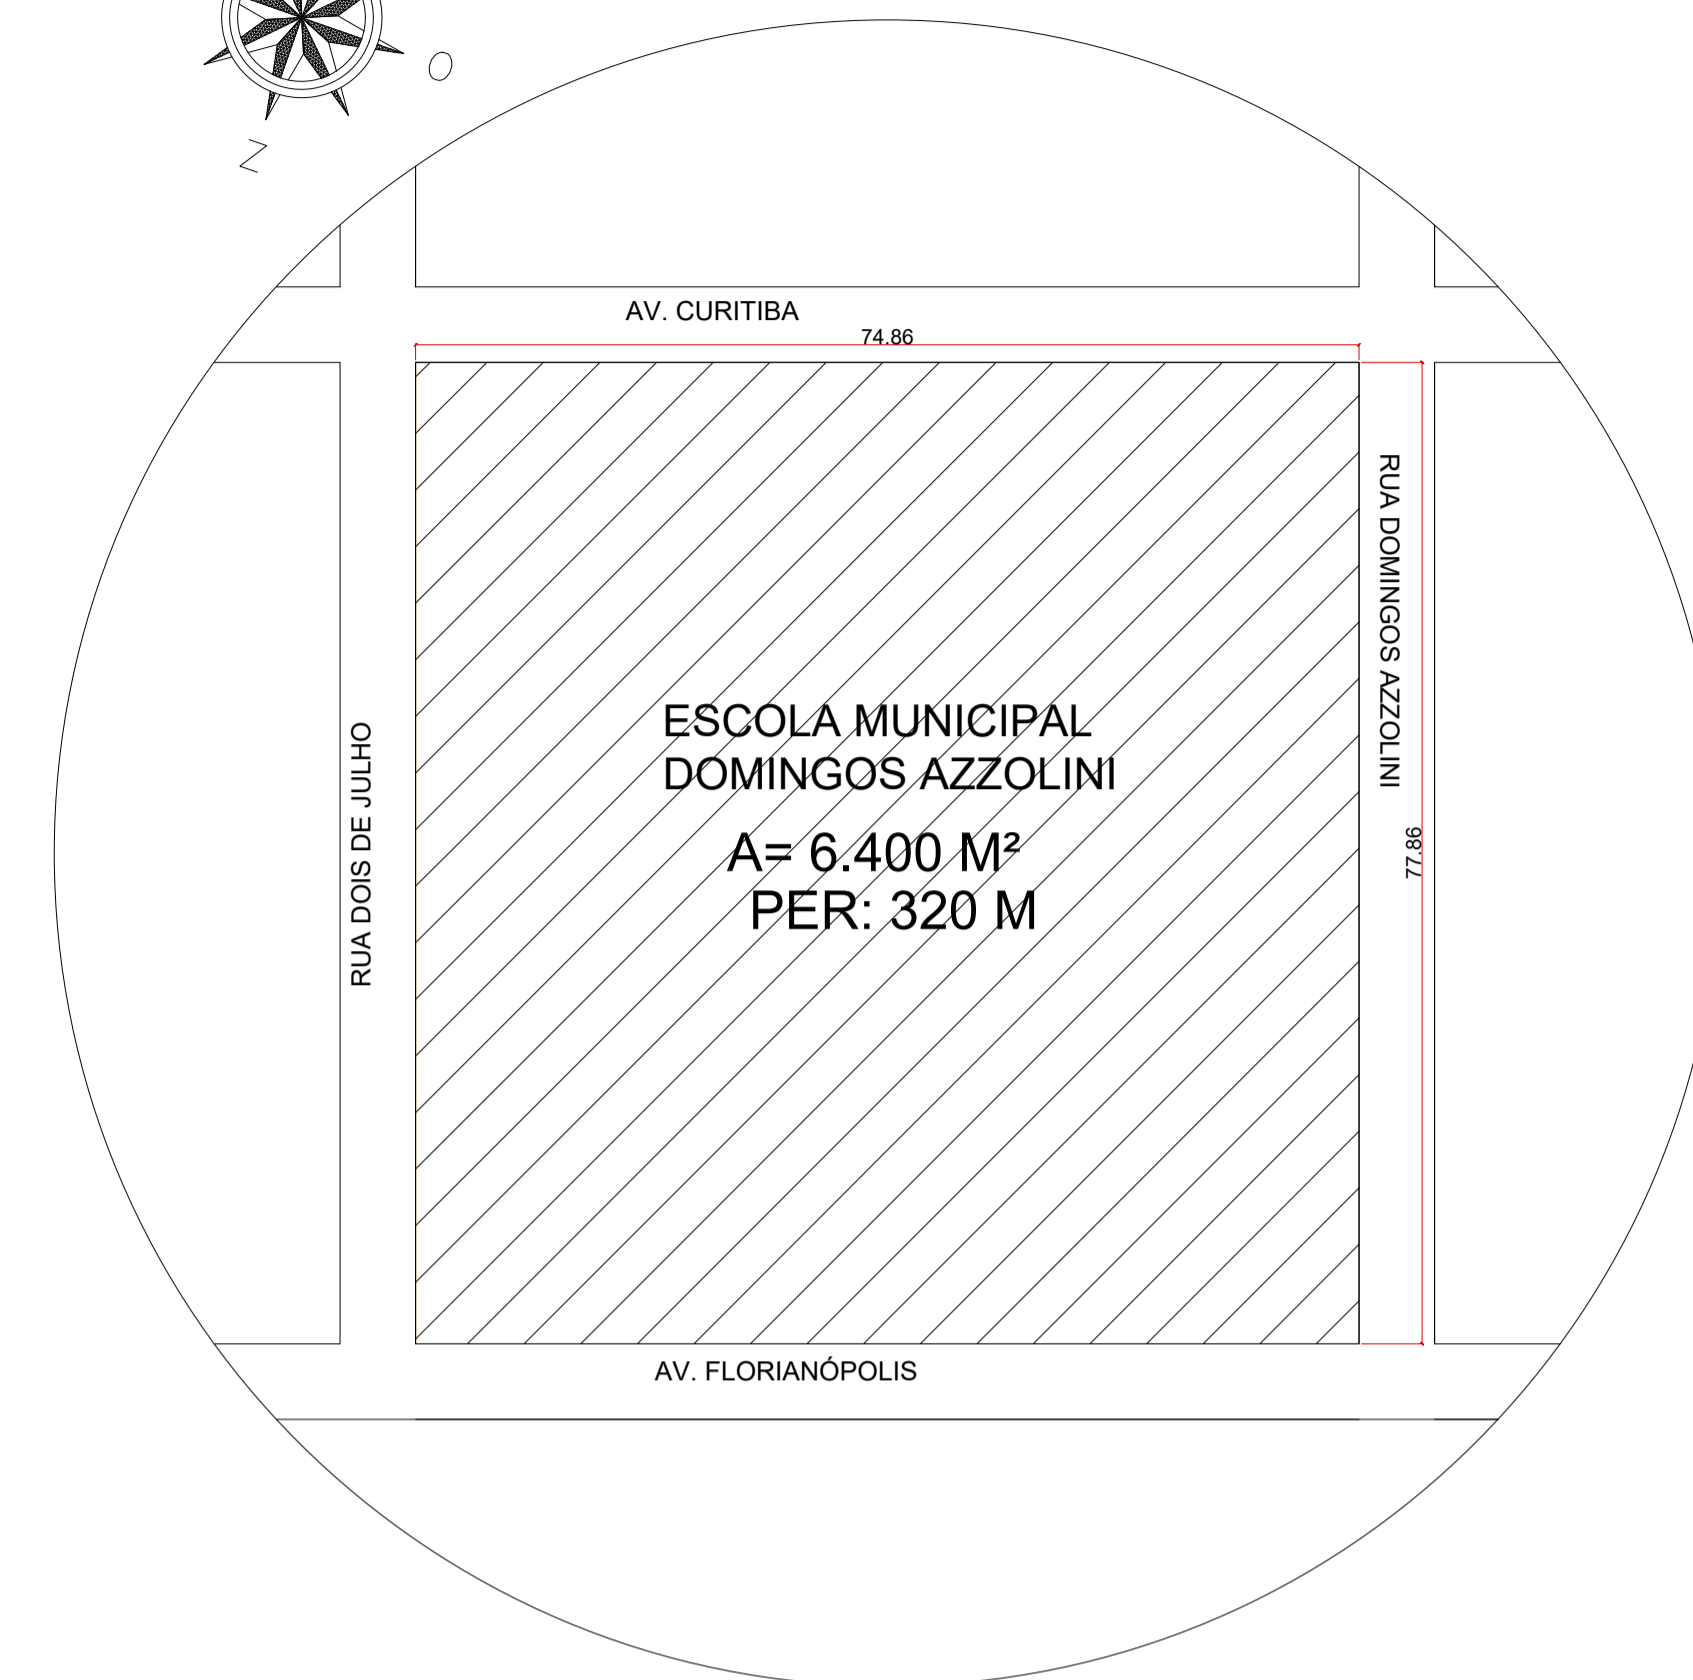 O
N
AV. CURITIBA
74.86
RUA DOMINGOS AZZOLINI
ESCOLA MUNICIPAL
DOMINGOS AZZOLINI
RUA DOIS DE JULHO
77.86
A= 6.400 M²
PER: 320 M
AV. FLORIANÓPOLIS